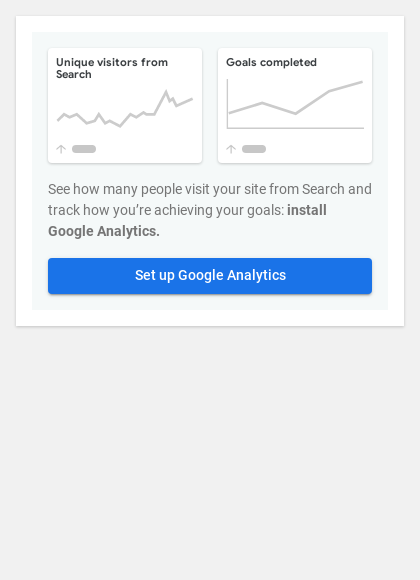 Unique visitors from
Search
Goals completed
See how many people visit your site from Search and
track how you’re achieving your goals: install
Google Analytics.
Set up Google Analytics